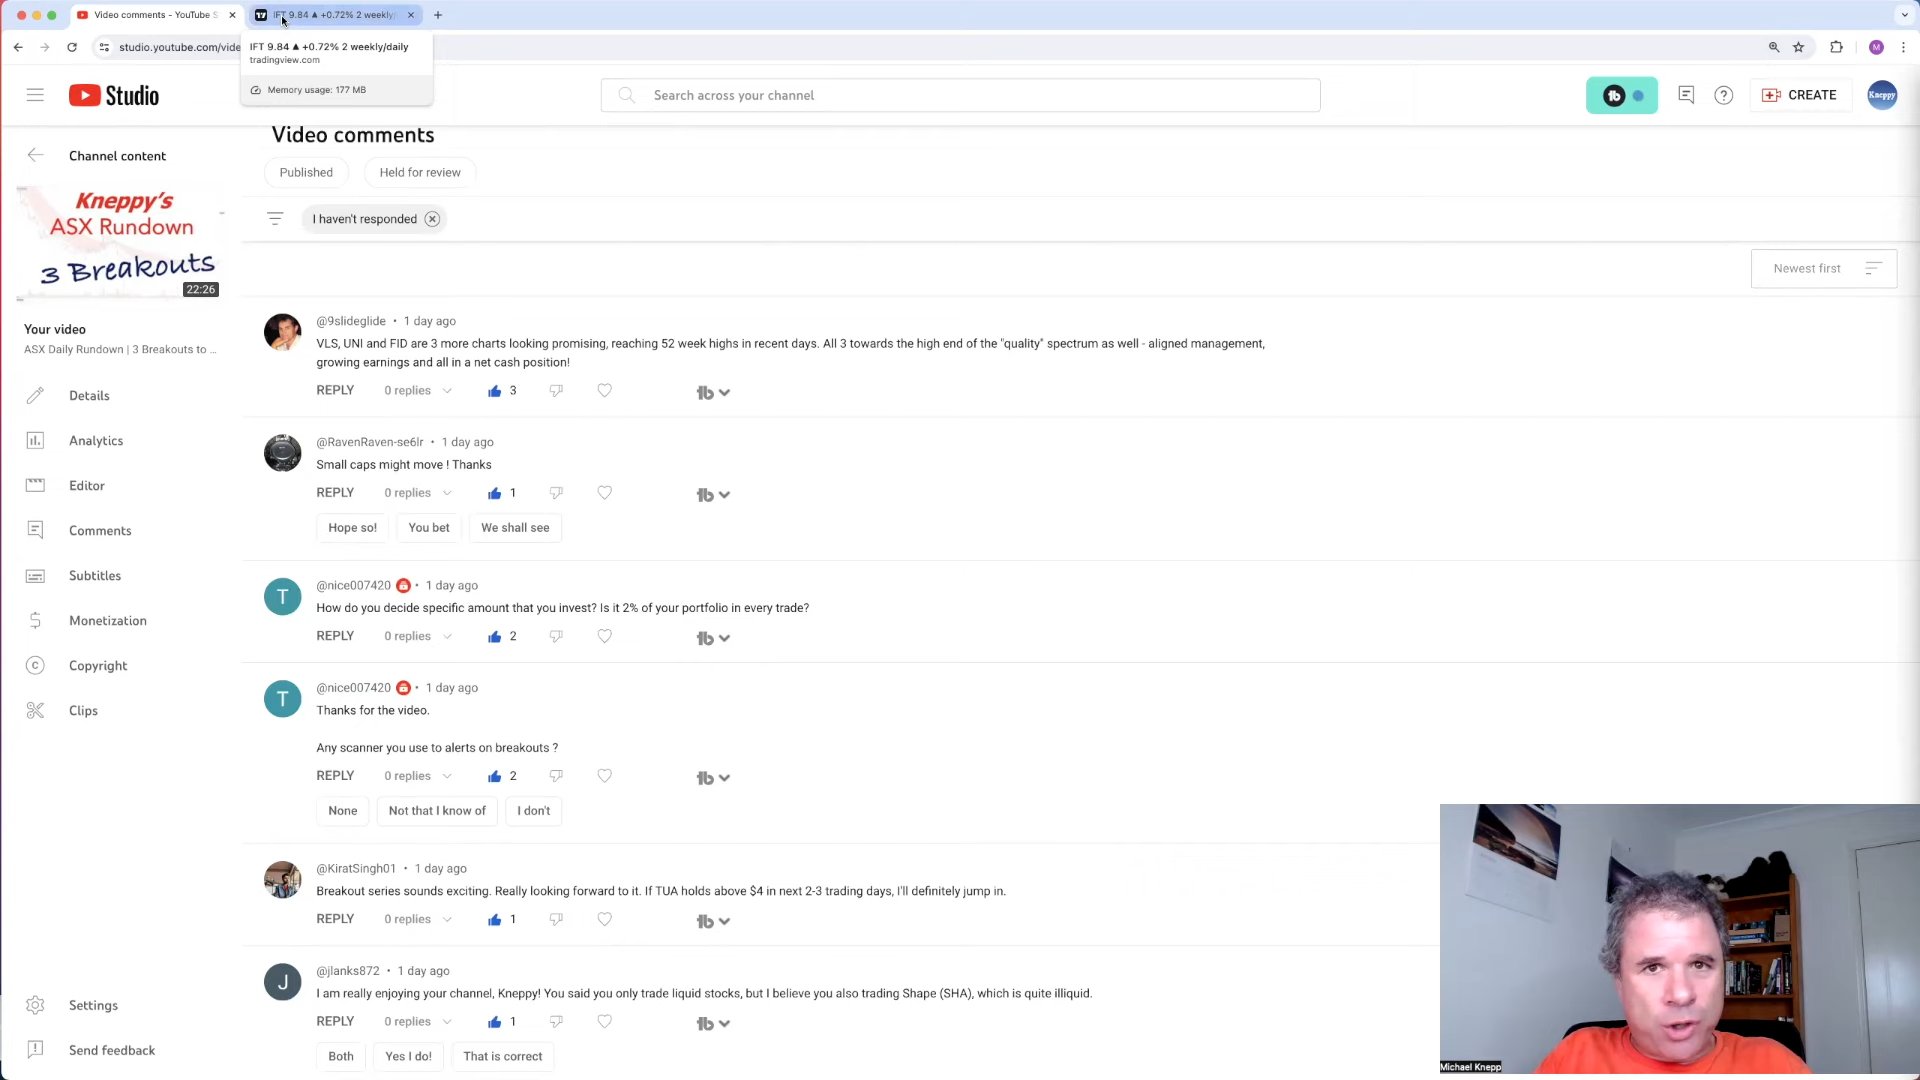 Video comments - YouTube S
IFT 9.84 ▲ +0.72% 2 weekly/
studio.youtube.com/vide
IFT 9.84 ▲ +0.72% 2 weekly/daily
tradingview.com
Memory usage: 177 MB
Studio
Search across your channel
CREATE
Kneppy
Video comments
Channel content
Published
Held for review
Kneppy's
ASX Rundown
3 Breakouts
22:26
I haven't responded
Newest first
Your video
ASX Daily Rundown | 3 Breakouts to ...
Details
Analytics
Editor
Comments
Subtitles
Monetization
Copyright
Clips
Settings
Send feedback
@9slideglide • 1 day ago
VLS, UNI and FID are 3 more charts looking promising, reaching 52 week highs in recent days. All 3 towards the high end of the "quality" spectrum as well - aligned management,
growing earnings and all in a net cash position!
REPLY 0 replies 3
@RavenRaven-se6lr • 1 day ago
Small caps might move ! Thanks
REPLY 0 replies 1
Hope so! You bet We shall see
T
@nice007420 • 1 day ago
How do you decide specific amount that you invest? Is it 2% of your portfolio in every trade?
REPLY 0 replies 2
T
@nice007420 • 1 day ago
Thanks for the video.
Any scanner you use to alerts on breakouts ?
REPLY 0 replies 2
None Not that I know of I don't
@KiratSingh01 • 1 day ago
Breakout series sounds exciting. Really looking forward to it. If TUA holds above $4 in next 2-3 trading days, I'll definitely jump in.
REPLY 0 replies 1
J
@jlanks872 • 1 day ago
I am really enjoying your channel, Kneppy! You said you only trade liquid stocks, but I believe you also trading Shape (SHA), which is quite illiquid.
REPLY 0 replies 1
Both Yes I do! That is correct
Michael Knepp